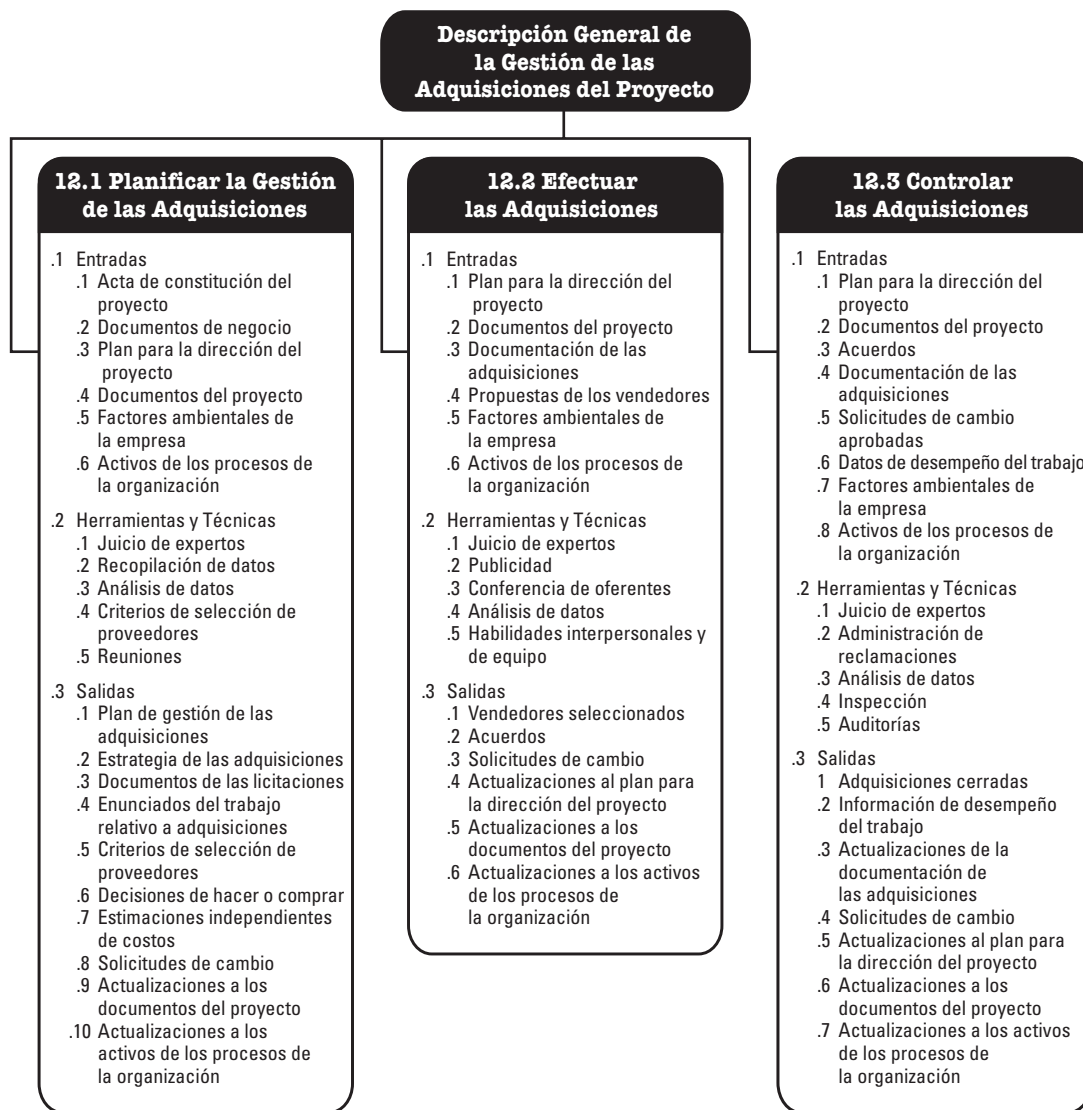 Descripción General de
la Gestión de las
Adquisiciones del Proyecto
12.1 Planificar la Gestión
de las Adquisiciones
.1 Entradas
.1 Acta de constitución del
proyecto
.2 Documentos de negocio
.3 Plan para la dirección del
proyecto
.4 Documentos del proyecto
.5 Factores ambientales de
la empresa
.6 Activos de los procesos de
la organización
.2 Herramientas y Técnicas
.1 Juicio de expertos
.2 Recopilación de datos
.3 Análisis de datos
.4 Criterios de selección de
proveedores
.5 Reuniones
.3 Salidas
.1 Plan de gestión de las
adquisiciones
.2 Estrategia de las adquisiciones
.3 Documentos de las licitaciones
.4 Enunciados del trabajo
relativo a adquisiciones
.5 Criterios de selección de
proveedores
.6 Decisiones de hacer o comprar
.7 Estimaciones independientes
de costos
.8 Solicitudes de cambio
.9 Actualizaciones a los
documentos del proyecto
.10 Actualizaciones a los
activos de los procesos de
la organización
12.2 Efectuar
las Adquisiciones
.1 Entradas
.1 Plan para la dirección del
proyecto
.2 Documentos del proyecto
.3 Documentación de las
adquisiciones
.4 Propuestas de los vendedores
.5 Factores ambientales de
la empresa
.6 Activos de los procesos de
la organización
.2 Herramientas y Técnicas
.1 Juicio de expertos
.2 Publicidad
.3 Conferencia de oferentes
.4 Análisis de datos
.5 Habilidades interpersonales y
de equipo
.3 Salidas
.1 Vendedores seleccionados
.2 Acuerdos
.3 Solicitudes de cambio
.4 Actualizaciones al plan para
la dirección del proyecto
.5 Actualizaciones a los
documentos del proyecto
.6 Actualizaciones a los activos
de los procesos de
la organización
12.3 Controlar
las Adquisiciones
.1 Entradas
.1 Plan para la dirección del
proyecto
.2 Documentos del proyecto
.3 Acuerdos
.4 Documentación de las
adquisiciones
.5 Solicitudes de cambio
aprobadas
.6 Datos de desempeño del trabajo
.7 Factores ambientales de
la empresa
.8 Activos de los procesos de
la organización
.2 Herramientas y Técnicas
.1 Juicio de expertos
.2 Administración de
reclamaciones
.3 Análisis de datos
.4 Inspección
.5 Auditorías
.3 Salidas
1 Adquisiciones cerradas
.2 Información de desempeño
del trabajo
.3 Actualizaciones de la
documentación de
las adquisiciones
.4 Solicitudes de cambio
.5 Actualizaciones al plan para
la dirección del proyecto
.6 Actualizaciones a los
documentos del proyecto
.7 Actualizaciones a los activos
de los procesos de
la organización